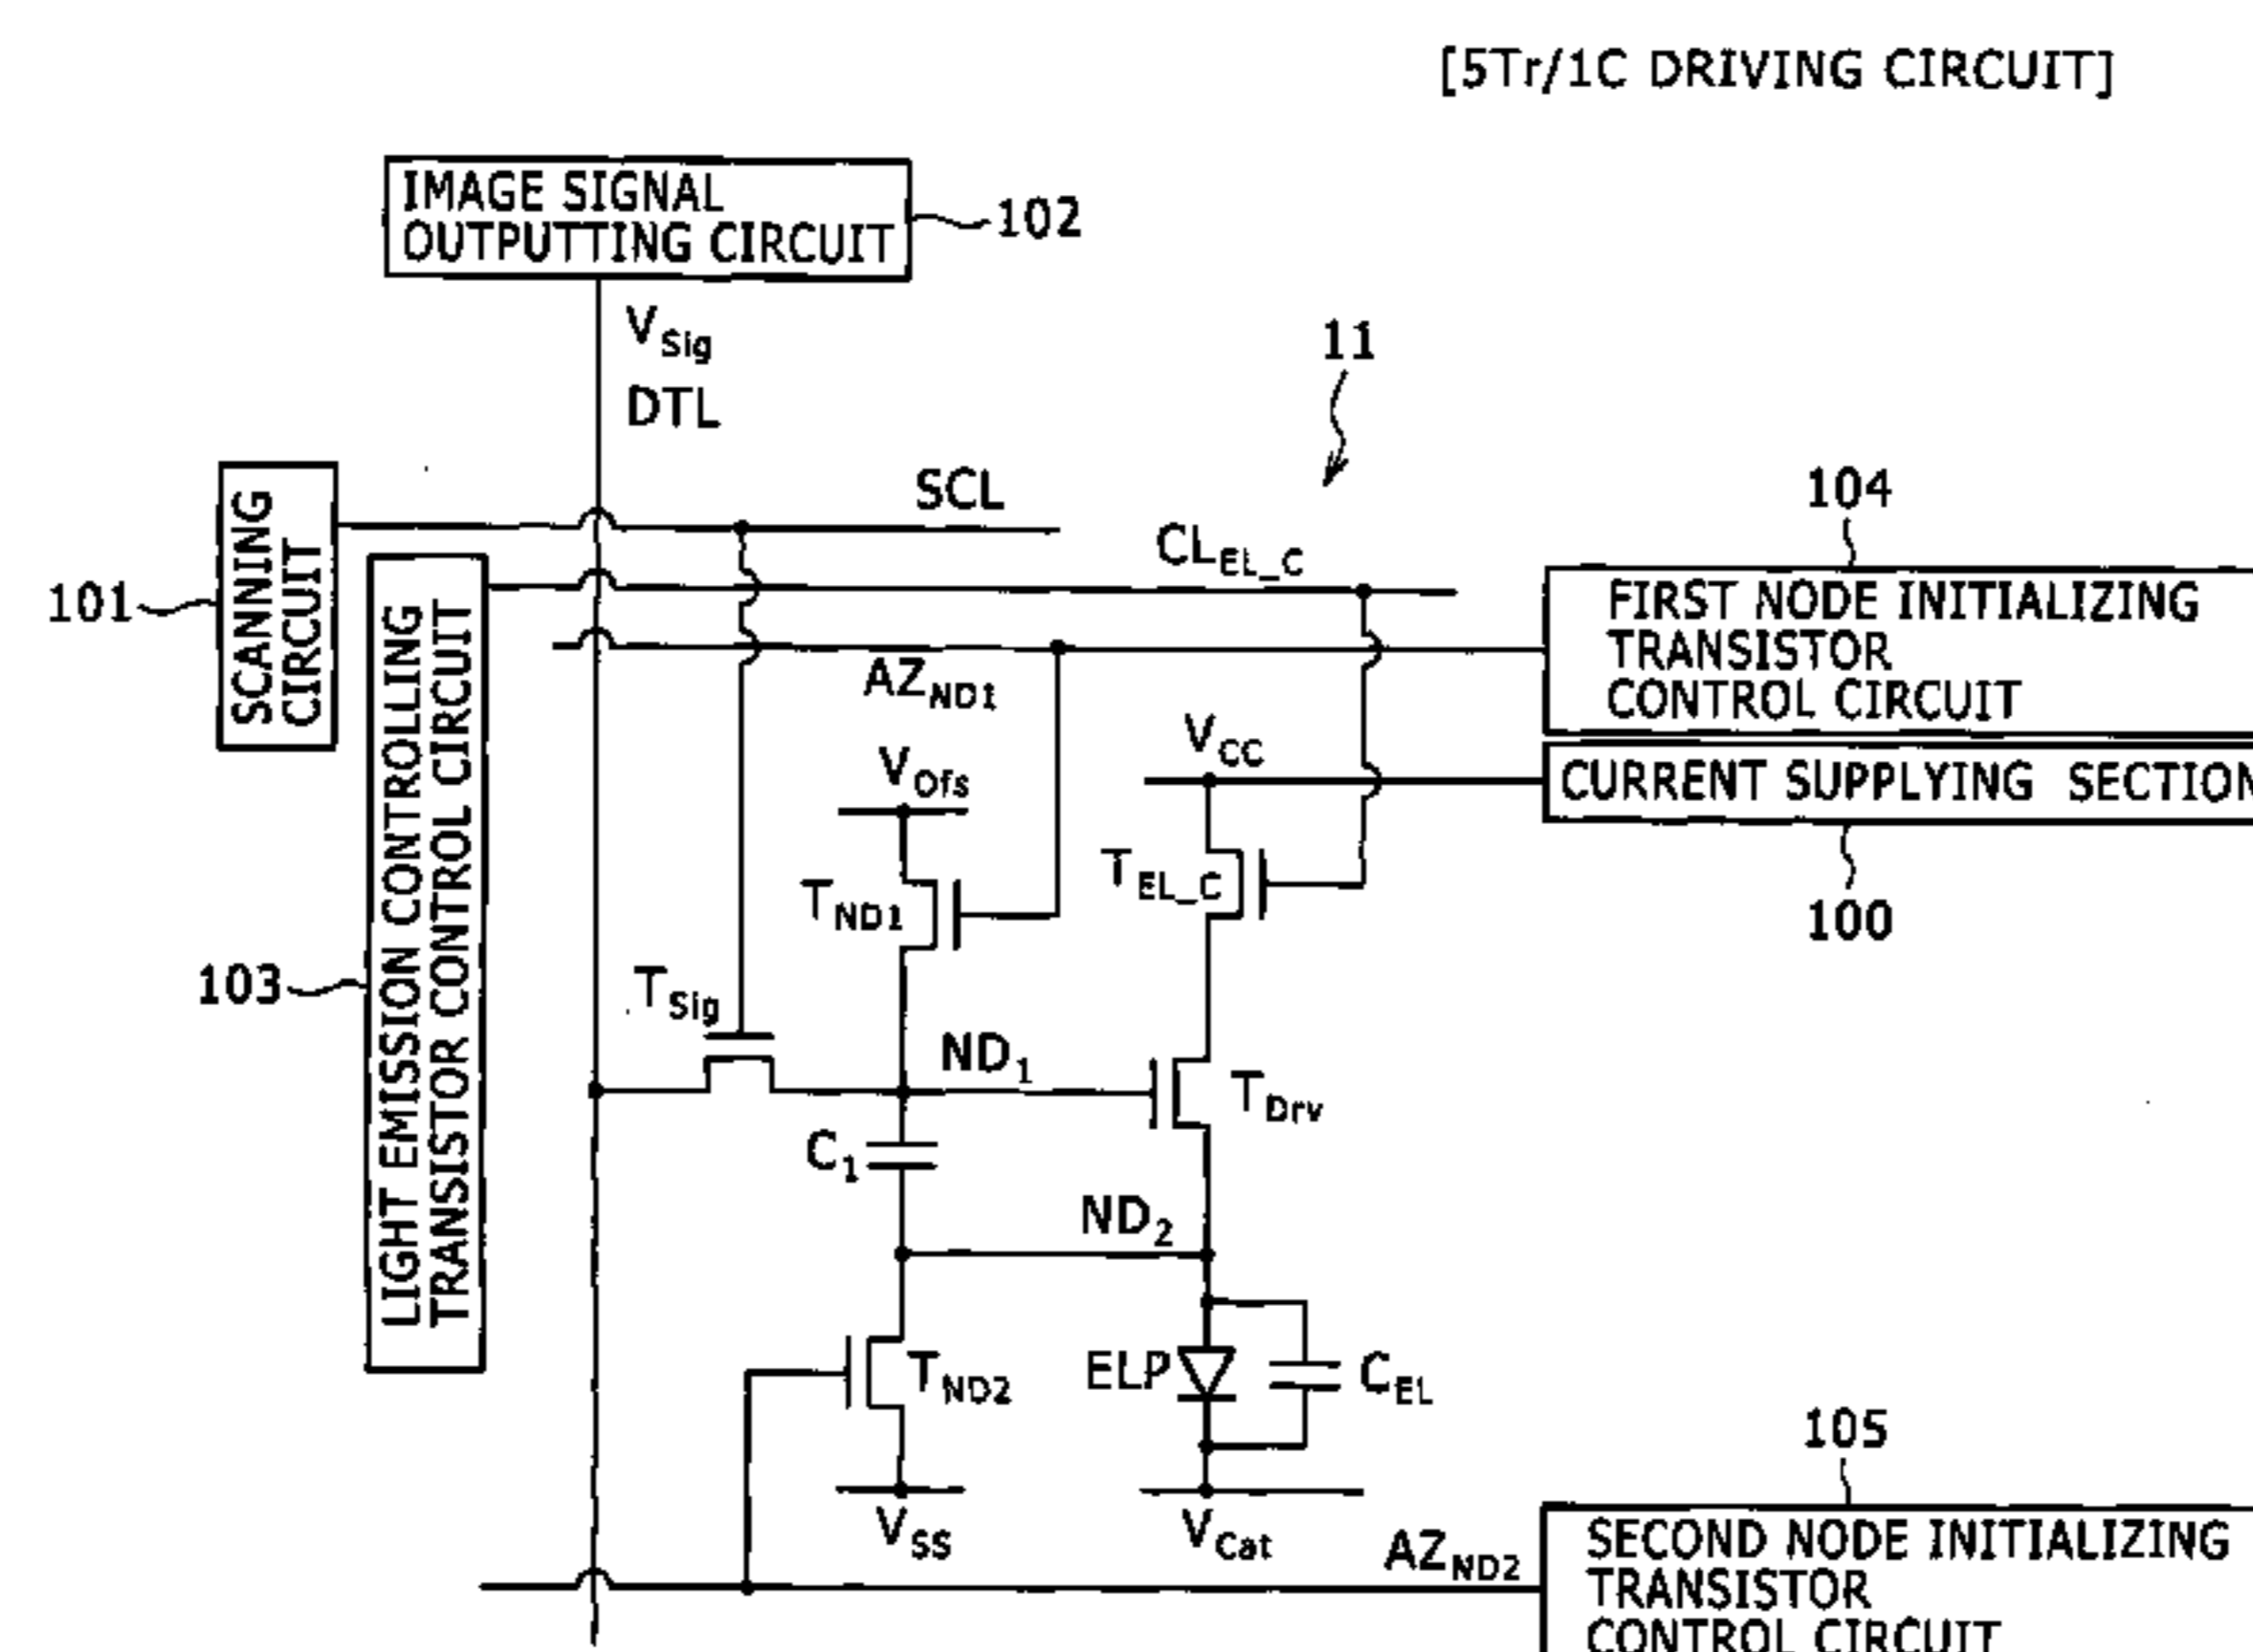 [5Tr/1C DRIVING CIRCUIT]
IMAGE SIGNAL
OUTPUTTING CIRCUIT
102
VSig
DTL
11
SCL
104
CLEL_C
SCANNING
CIRCUIT
101
FIRST NODE INITIALIZING
TRANSISTOR
CONTROL CIRCUIT
AZND1
VCC
VOfs
CURRENT SUPPLYING SECTION
100
LIGHT EMISSION CONTROLLING
TRANSISTOR CONTROL CIRCUIT
103
TND1
TEL_C
TSig
ND1
TDrv
C1
ND2
TND2
ELP
CEL
105
VSS
VCat
AZND2
SECOND NODE INITIALIZING
TRANSISTOR
CONTROL CIRCUIT